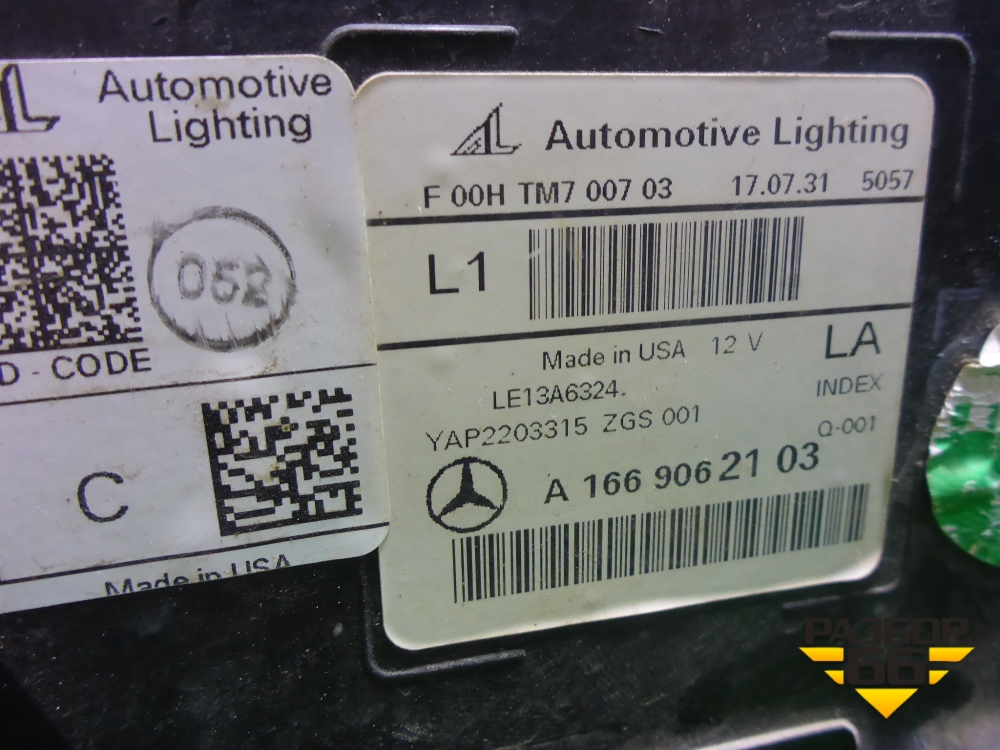 Automotive
Lighting
052
D-CODE
C
Made in USA
AL Automotive Lighting
F 00H TM7 007 03 17.07.31 5057
L1
Made in USA 12 V LA
LE13A6324. INDEX
YAP2203315 ZGS 001 Q-001
A 166 906 21 03
РАЗБОР
66